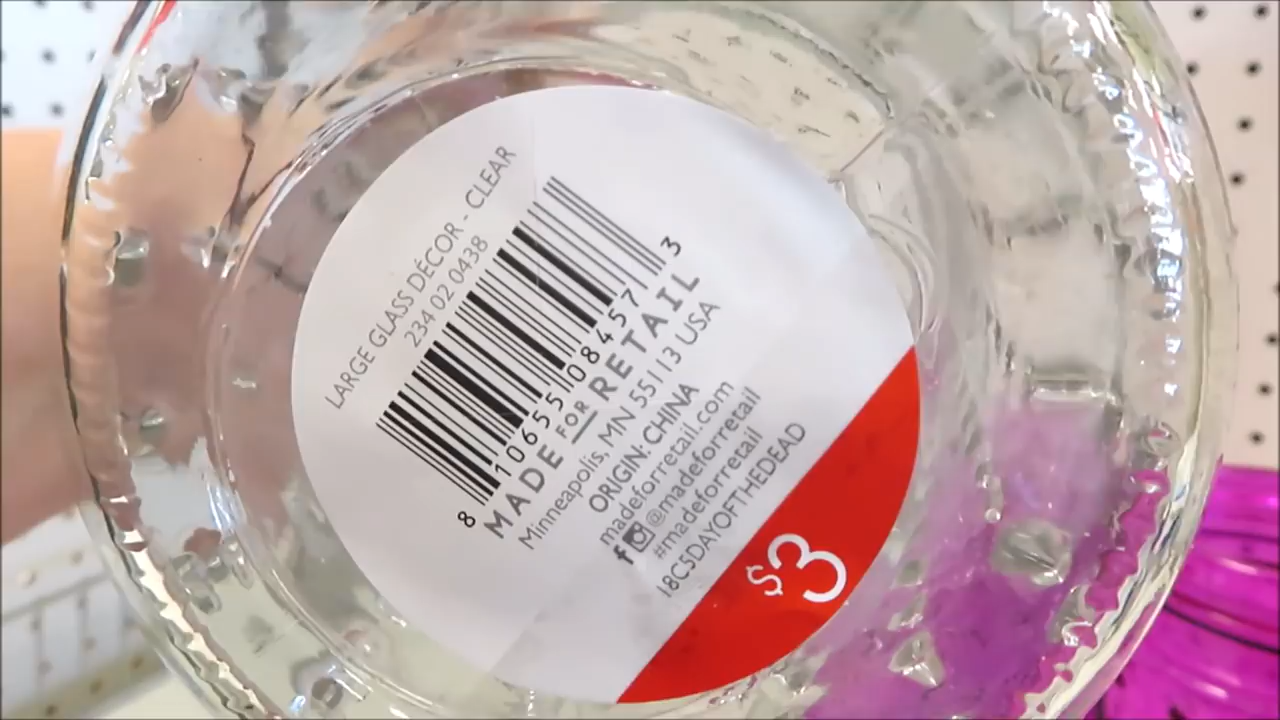 LARGE GLASS DÉCOR - CLEAR
234 02 0438
8 10655 08457 3
MADE FOR RETAIL
Minneapolis, MN 55113 USA
ORIGIN: CHINA
madeforretail.com
@madeforretail
#madeforretail
18C5DAYOFTHEDEAD
$3